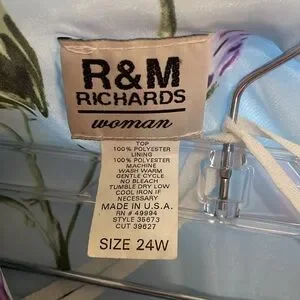 R&M
RICHARDS
woman
TOP
100% POLYESTER
LINING
100% POLYESTER
MACHINE
WASH WARM
GENTLE CYCLE
NO BLEACH
TUMBLE DRY LOW
COOL IRON IF
NECESSARY
MADE IN U.S.A.
RN # 49994
STYLE 35673
CUT 39627
SIZE 24W